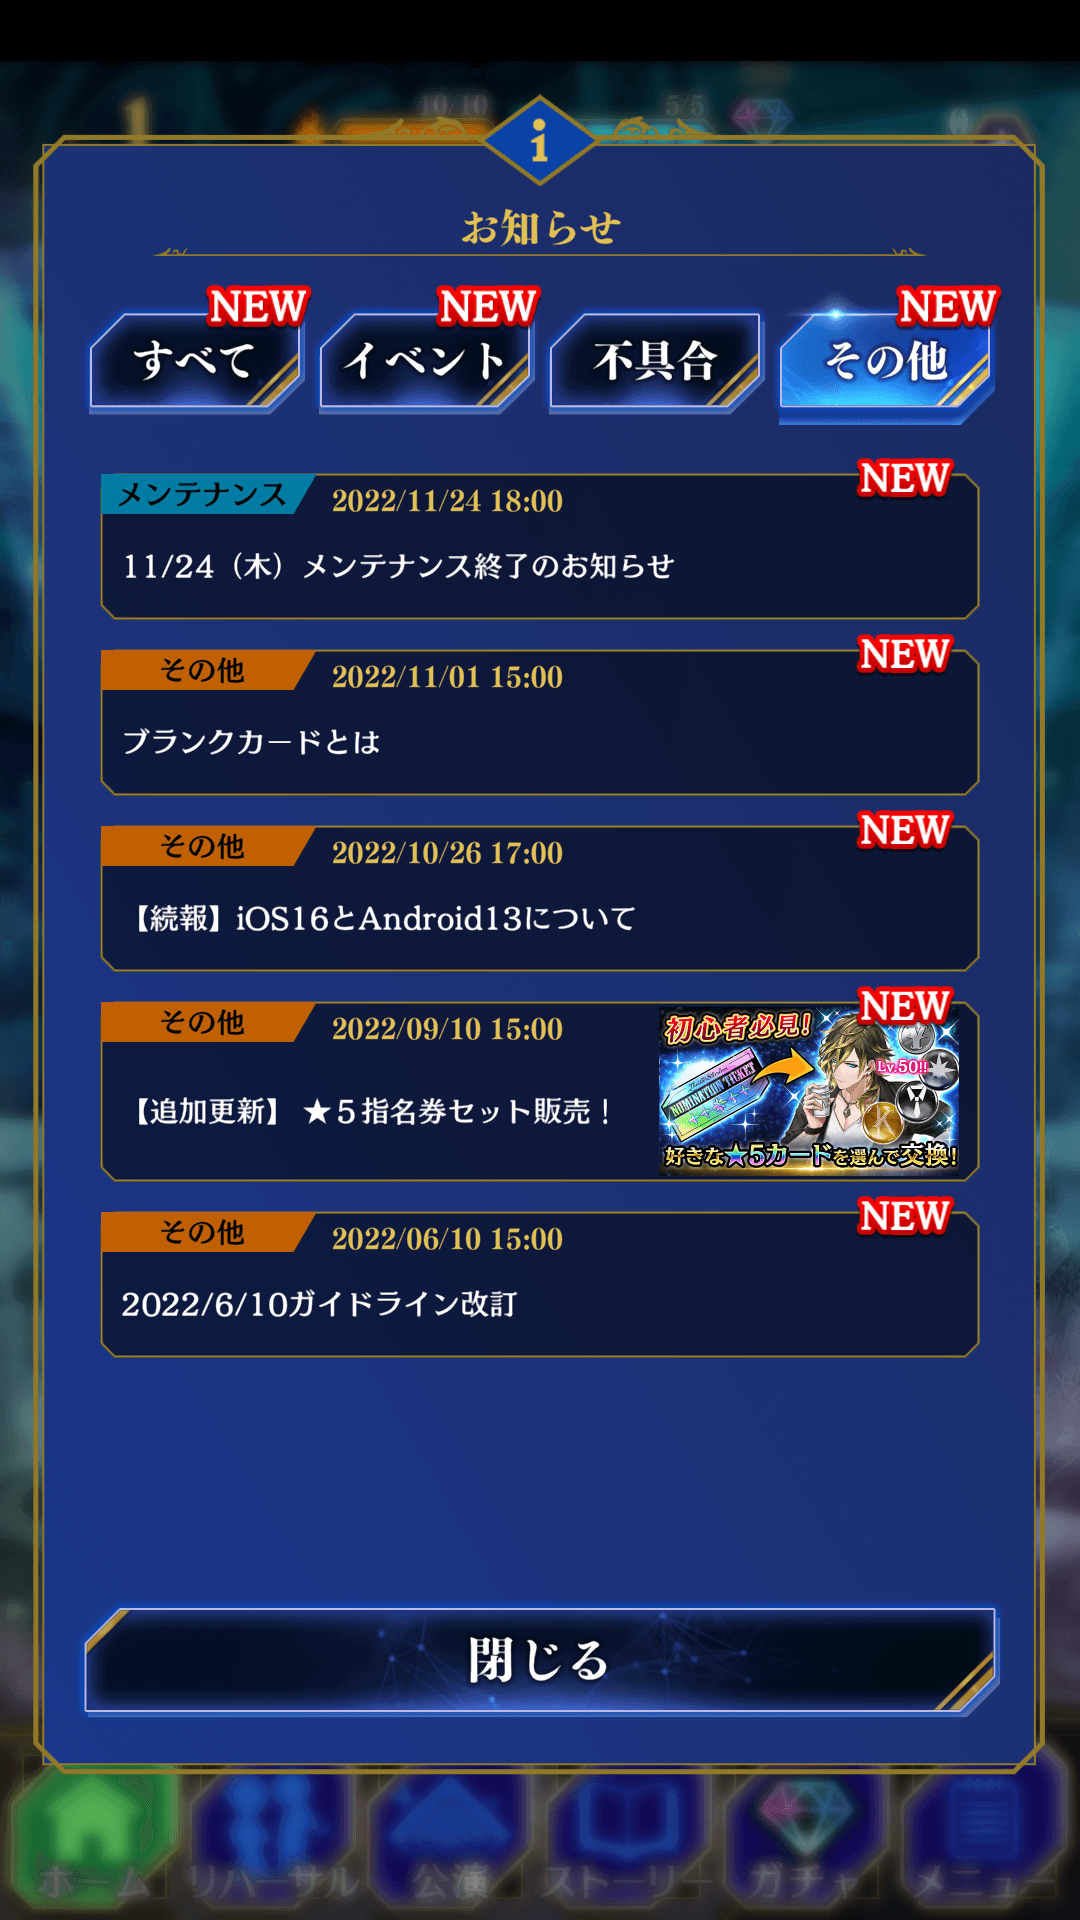 1
10/10
5/5
0
i
お知らせ
NEW
NEW
NEW
すべて
イベント
不具合
その他
メンテナンス
2022/11/24 18:00
NEW
11/24（木）メンテナンス終了のお知らせ
その他
2022/11/01 15:00
NEW
ブランクカードとは
その他
2022/10/26 17:00
NEW
【続報】iOS16とAndroid13について
その他
2022/09/10 15:00
NEW
【追加更新】 ★５指名券セット販売！
初心者必見!
Lv.50!!
NOMINATION TICKET
好きな★5カードを選んで交換!
その他
2022/06/10 15:00
NEW
2022/6/10ガイドライン改訂
閉じる
ホーム
リハーサル
公演
ストーリー
ガチャ
メニュー